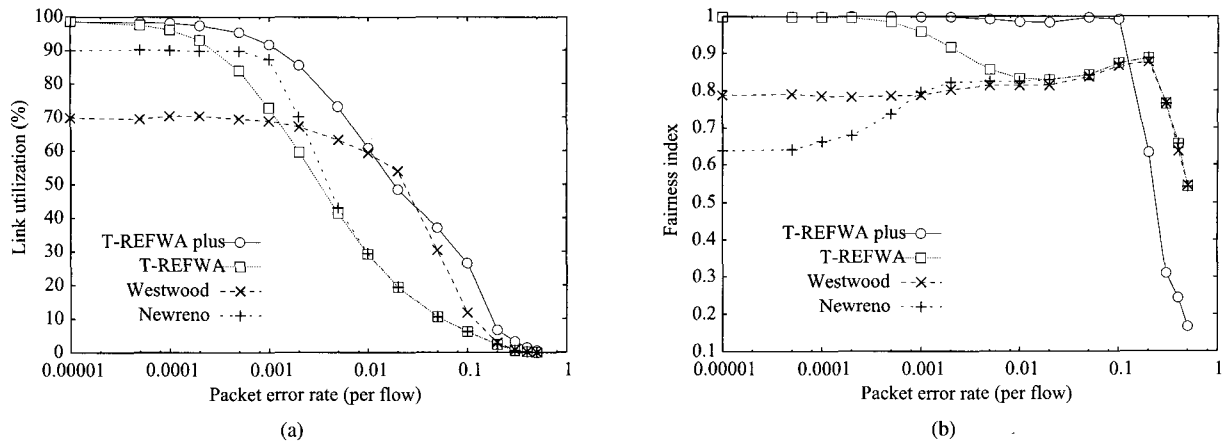 100
90
80
70
60
50
40
30
20
10
0
Link utilization (%)
T-REFWA plus
T-REFWA
Westwood
Newreno
0.00001
0.0001
0.001
0.01
0.1
1
Packet error rate (per flow)
(a)
1
0.9
0.8
0.7
0.6
0.5
0.4
0.3
0.2
0.1
Fairness index
T-REFWA plus
T-REFWA
Westwood
Newreno
0.00001
0.0001
0.001
0.01
0.1
1
Packet error rate (per flow)
(b)